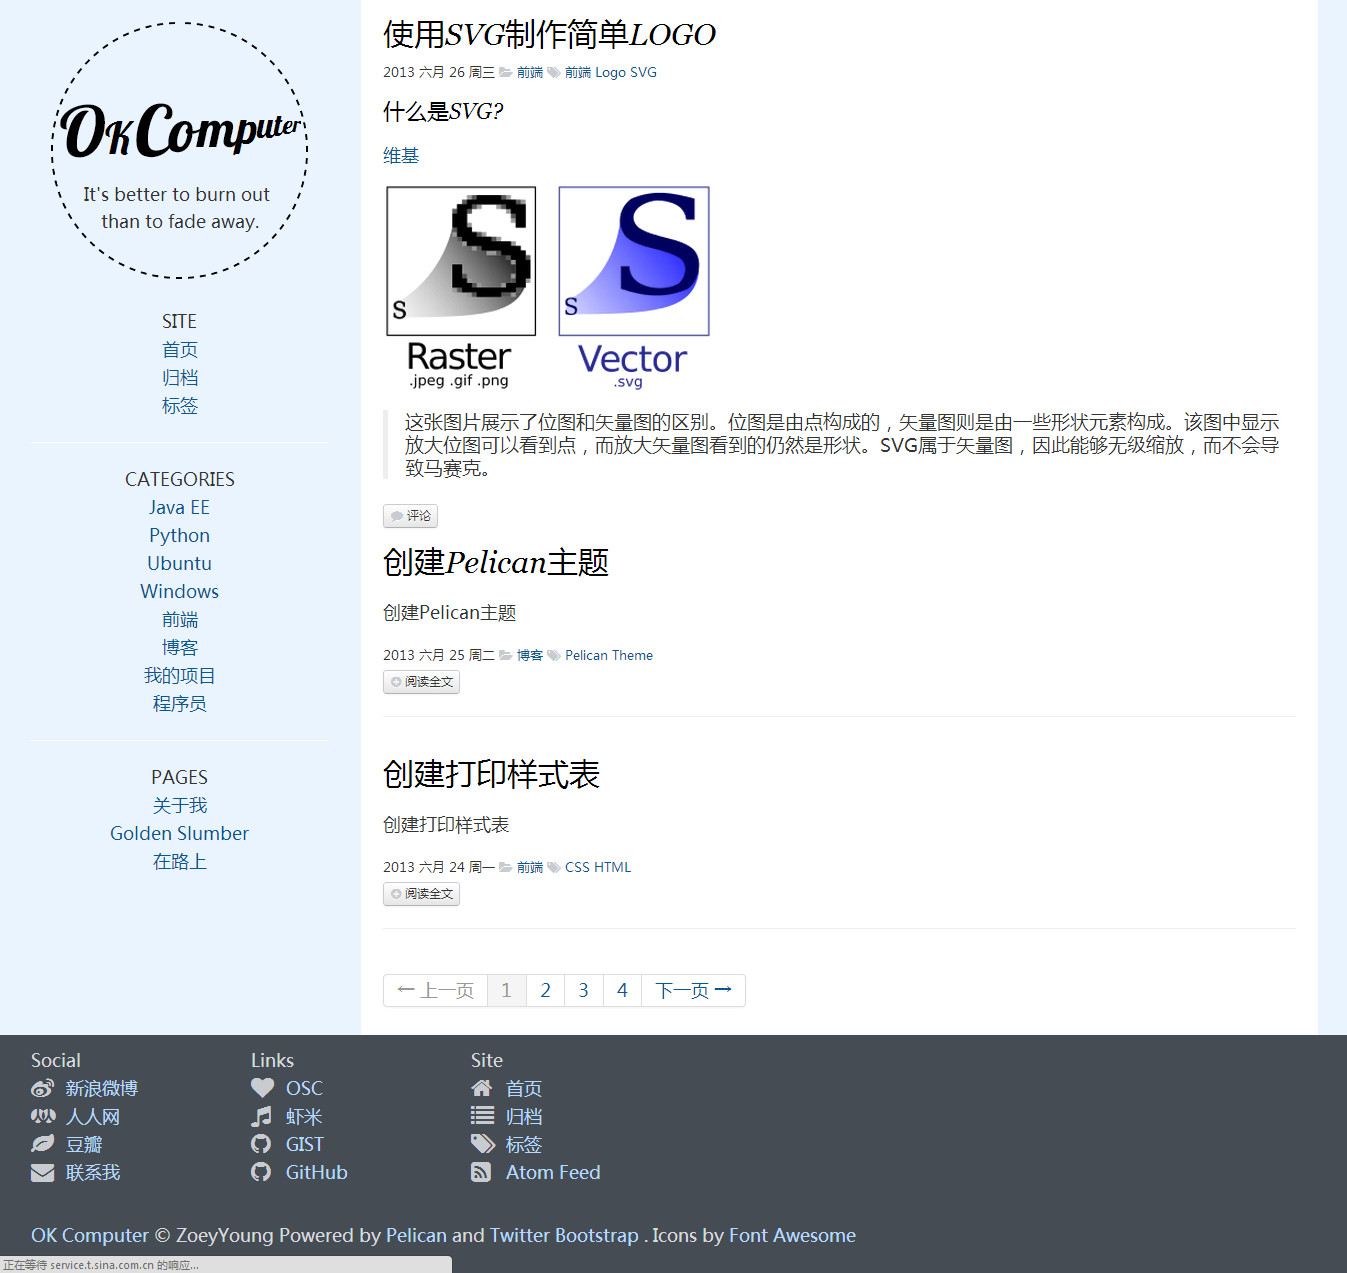 OKComputer
It's better to burn out
than to fade away.
SITE
首页
归档
标签
CATEGORIES
Java EE
Python
Ubuntu
Windows
前端
博客
我的项目
程序员
PAGES
关于我
Golden Slumber
在路上
使用SVG制作简单LOGO
2013 六月 26 周三 前端 前端 Logo SVG
什么是SVG?
维基
S S
S S
Raster Vector
.jpeg .gif .png .svg
这张图片展示了位图和矢量图的区别。位图是由点构成的，矢量图则是由一些形状元素构成。该图中显示
放大位图可以看到点，而放大矢量图看到的仍然是形状。SVG属于矢量图，因此能够无级缩放，而不会导
致马赛克。
评论
创建Pelican主题
创建Pelican主题
2013 六月 25 周二 博客 Pelican Theme
阅读全文
创建打印样式表
创建打印样式表
2013 六月 24 周一 前端 CSS HTML
阅读全文
← 上一页 1 2 3 4 下一页 →
Social
新浪微博
人人网
豆瓣
联系我
Links
OSC
虾米
GIST
GitHub
Site
首页
归档
标签
Atom Feed
OK Computer © ZoeyYoung Powered by Pelican and Twitter Bootstrap . Icons by Font Awesome
正在等待 service.t.sina.com.cn 的响应...